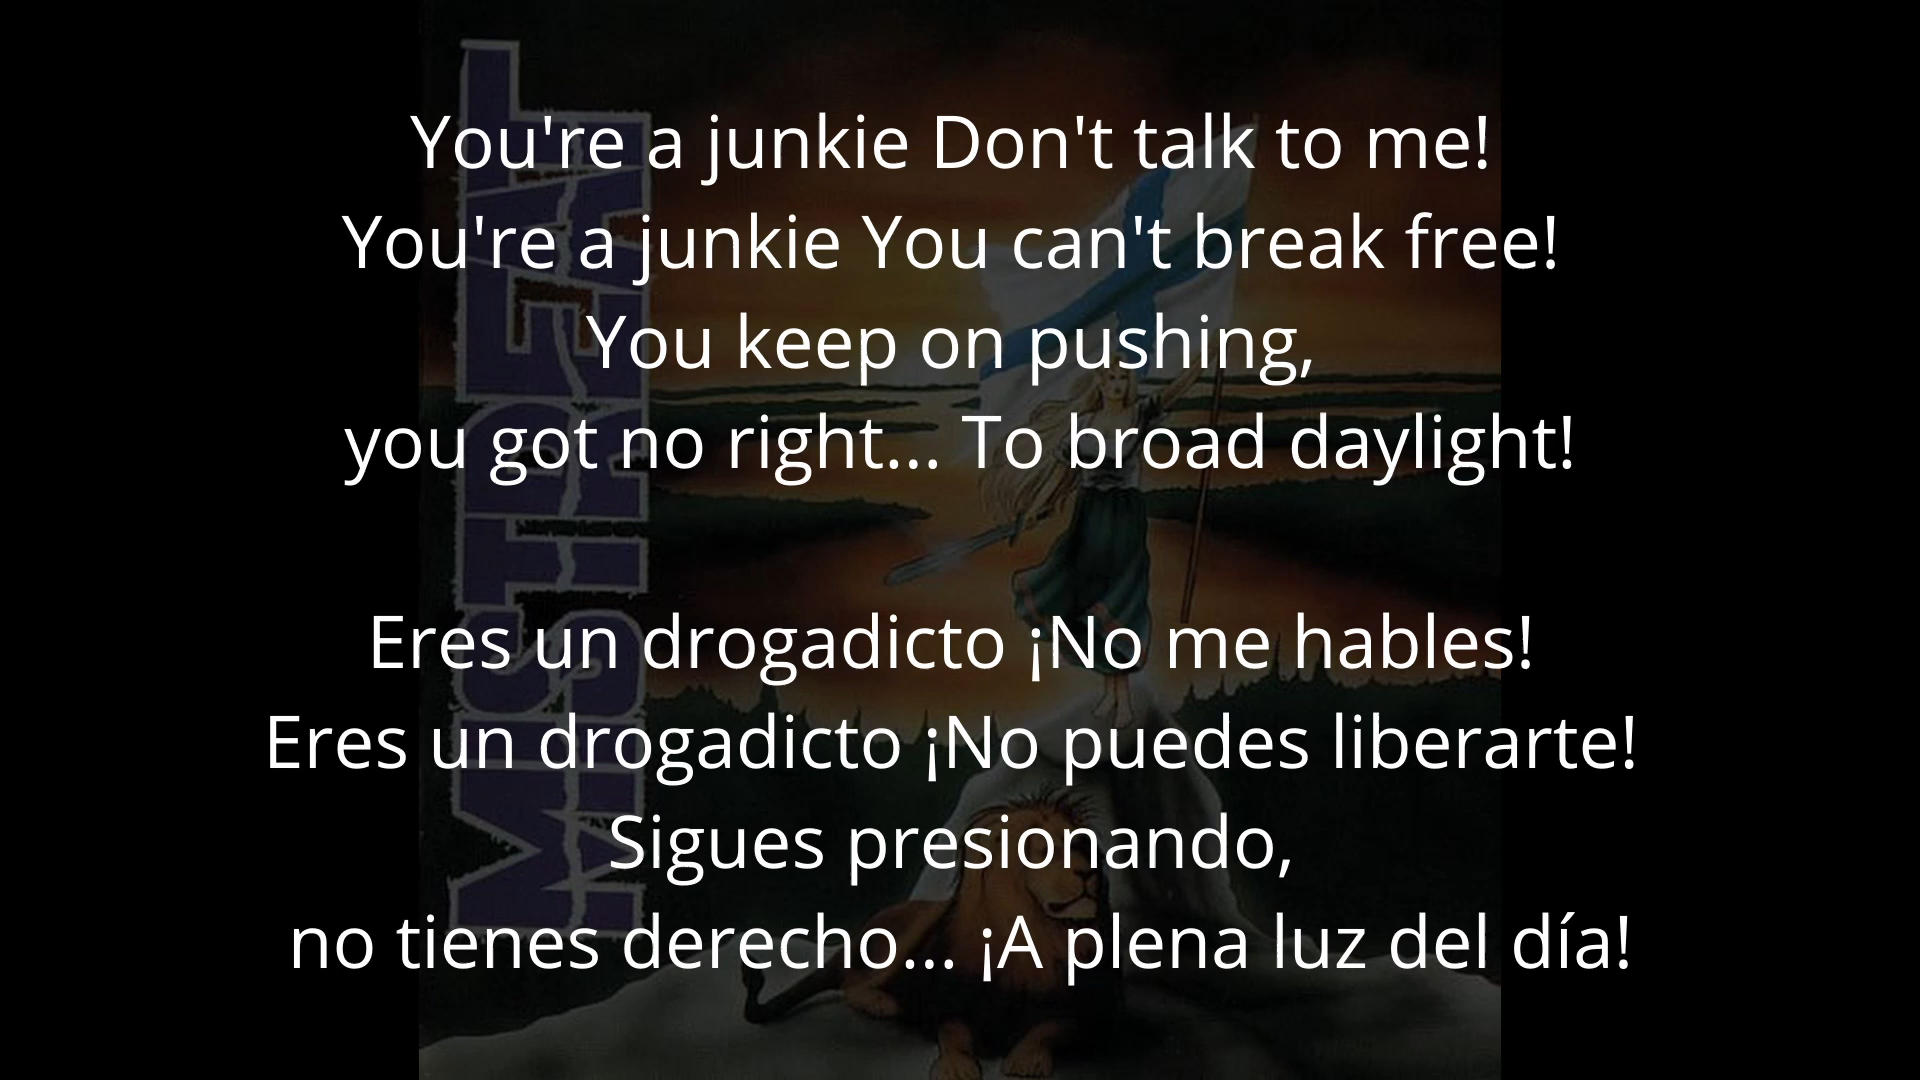 You're a junkie Don't talk to me!
You're a junkie You can't break free!
You keep on pushing,
you got no right... To broad daylight!
Eres un drogadicto ¡No me hables!
Eres un drogadicto ¡No puedes liberarte!
Sigues presionando,
no tienes derecho... ¡A plena luz del día!
MISTREAT